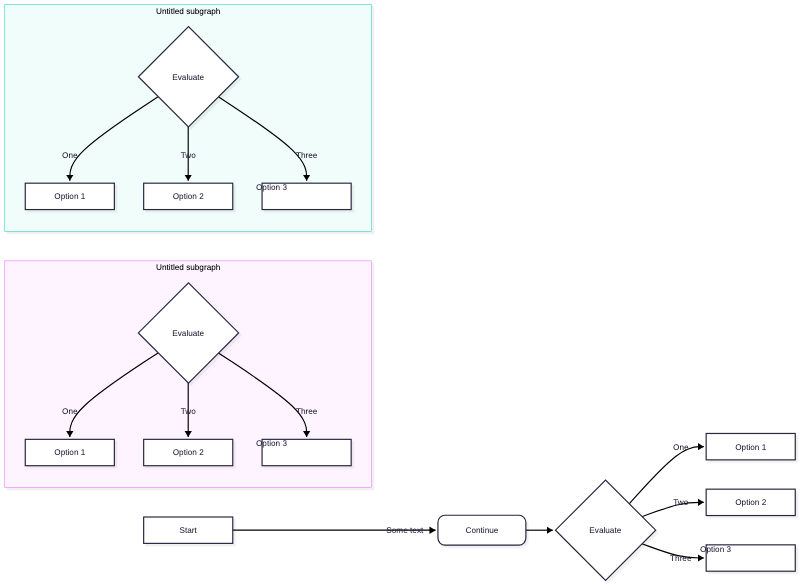 Untitled subgraph
Evaluate
One
Two
Three
Option 1
Option 2
Option 3
Untitled subgraph
Evaluate
One
Two
Three
Option 1
Option 2
Option 3
Start
Some text
Continue
Evaluate
One
Option 1
Two
Option 2
Three
Option 3